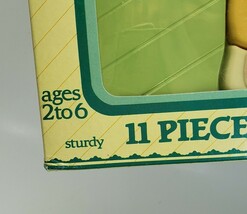 ages
2 to 6
sturdy 11 PIECE